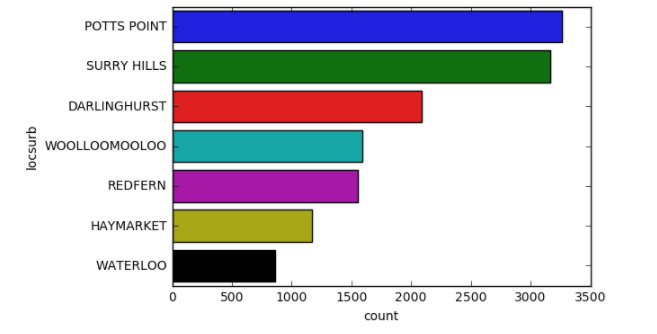 POTTS POINT
SURRY HILLS
DARLINGHURST
WOOLLOOMOOLOO
REDFERN
HAYMARKET
WATERLOO
locsurb
0 500 1000 1500 2000 2500 3000 3500
count